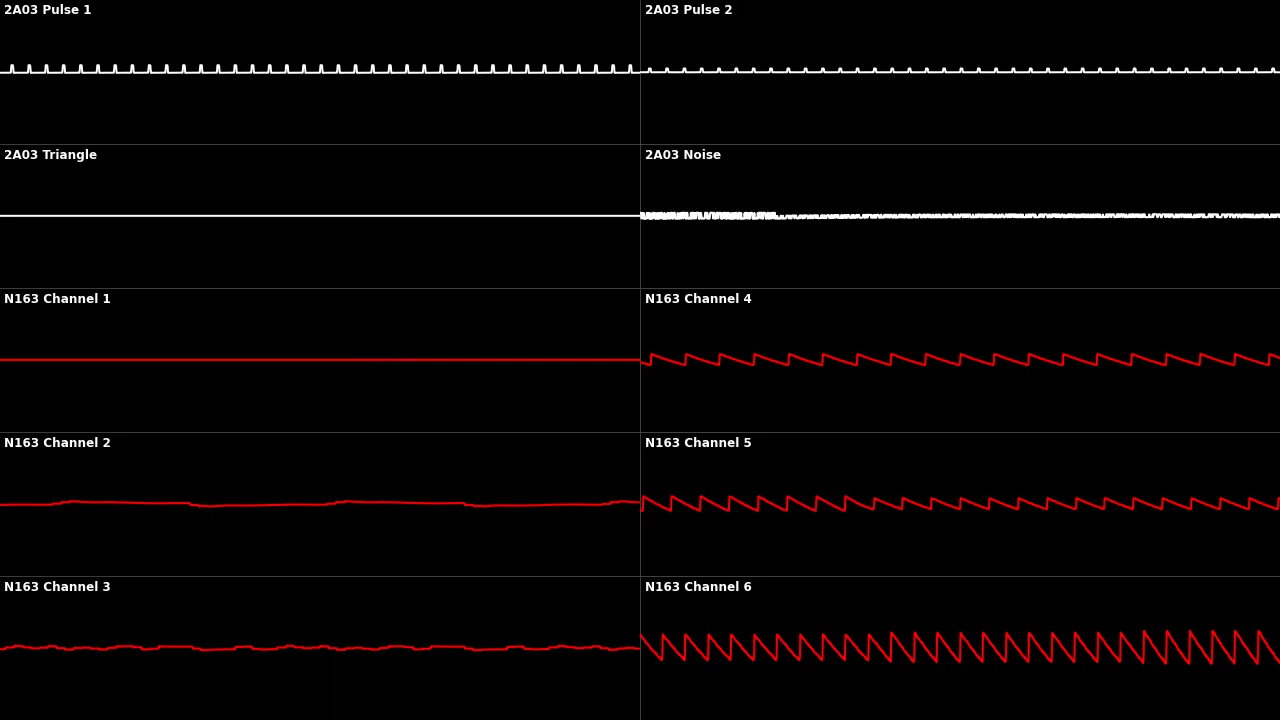 2A03 Pulse 1
2A03 Pulse 2
2A03 Triangle
2A03 Noise
N163 Channel 1
N163 Channel 4
N163 Channel 2
N163 Channel 5
N163 Channel 3
N163 Channel 6